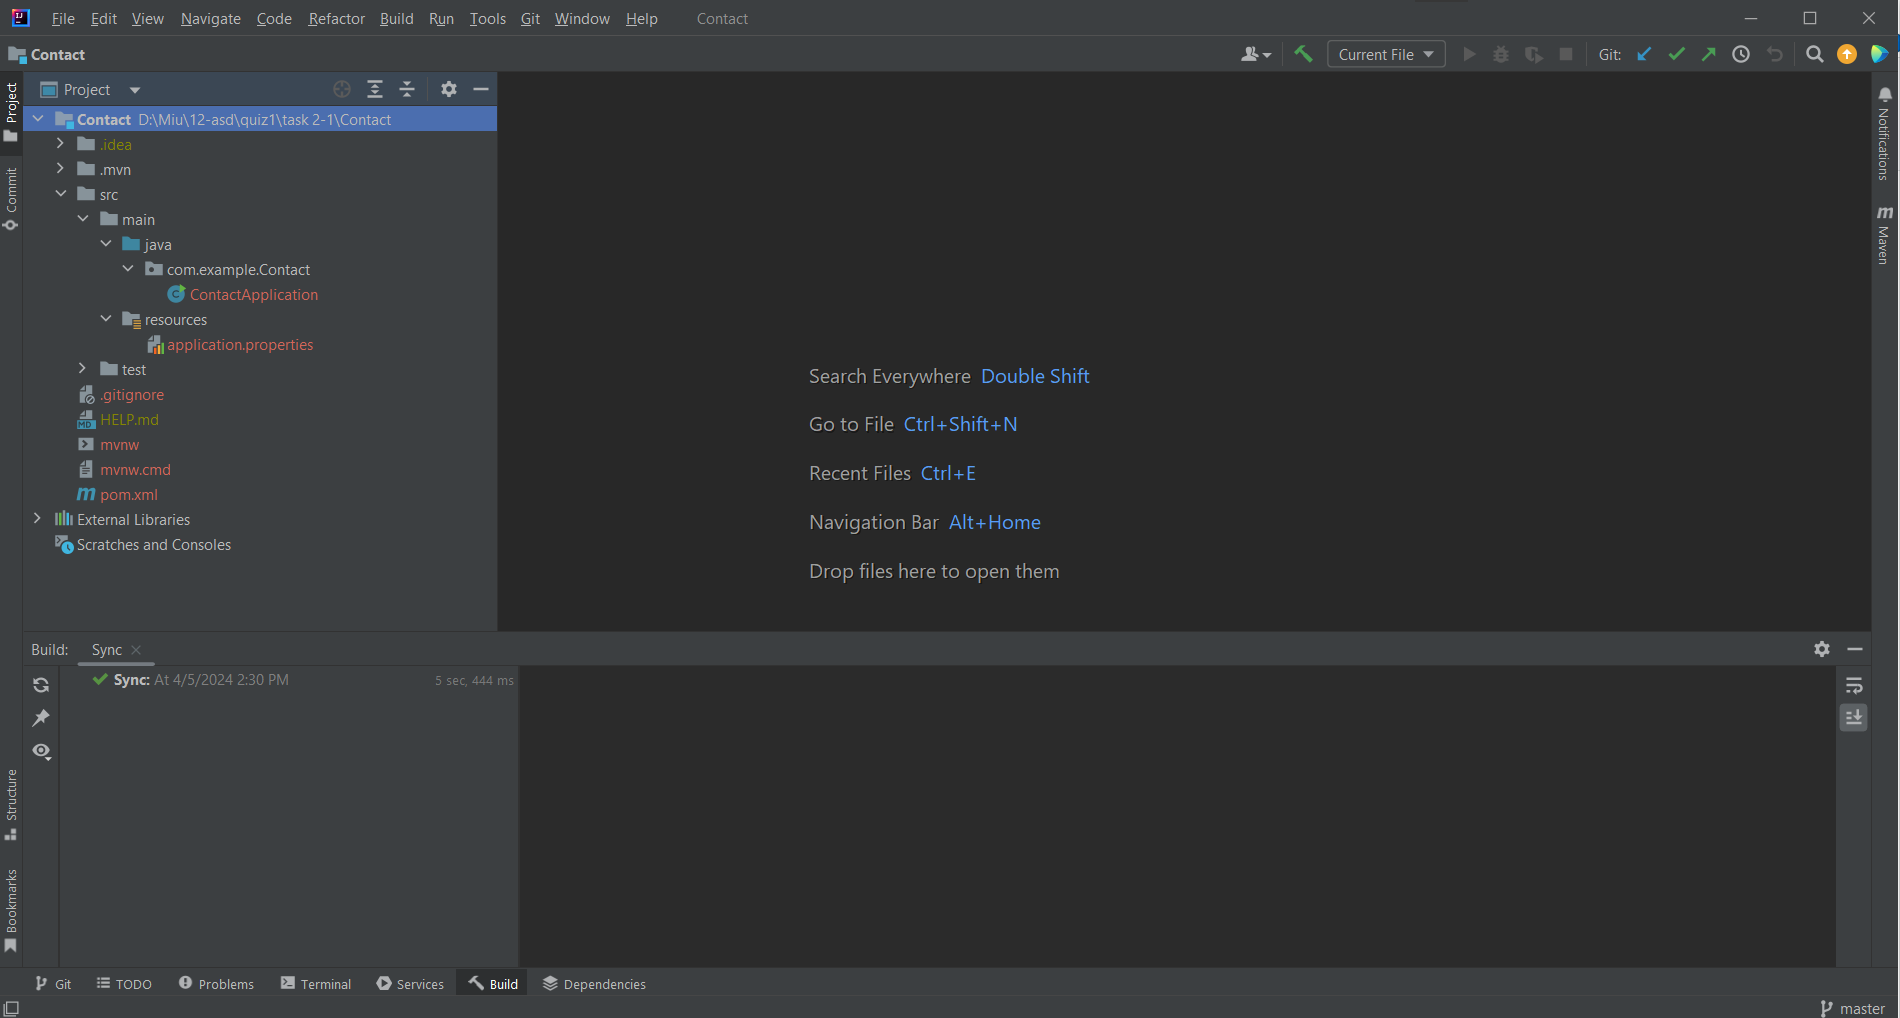 File Edit View Navigate Code Refactor Build Run Tools Git Window Help Contact
Contact
Current File
Git:
Project
Project
Commit
Structure
Bookmarks
Contact D:\Miu\12-asd\quiz1\task 2-1\Contact
.idea
.mvn
src
main
java
com.example.Contact
ContactApplication
resources
application.properties
test
.gitignore
HELP.md
mvnw
mvnw.cmd
pom.xml
External Libraries
Scratches and Consoles
Search Everywhere Double Shift
Go to File Ctrl+Shift+N
Recent Files Ctrl+E
Navigation Bar Alt+Home
Drop files here to open them
Notifications
Maven
Build: Sync
Sync: At 4/5/2024 2:30 PM 5 sec, 444 ms
Git TODO Problems Terminal Services Build Dependencies
master